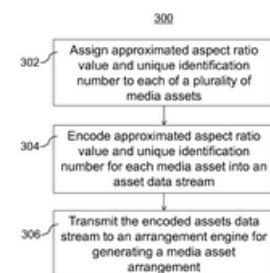 300
302
Assign approximated aspect ratio
value and unique identification
number to each of a plurality of
media assets
304
Encode approximated aspect ratio
value and unique identification
number for each media asset into an
asset data stream
306
Transmit the encoded assets data
stream to an arrangement engine for
generating a media asset
arrangement